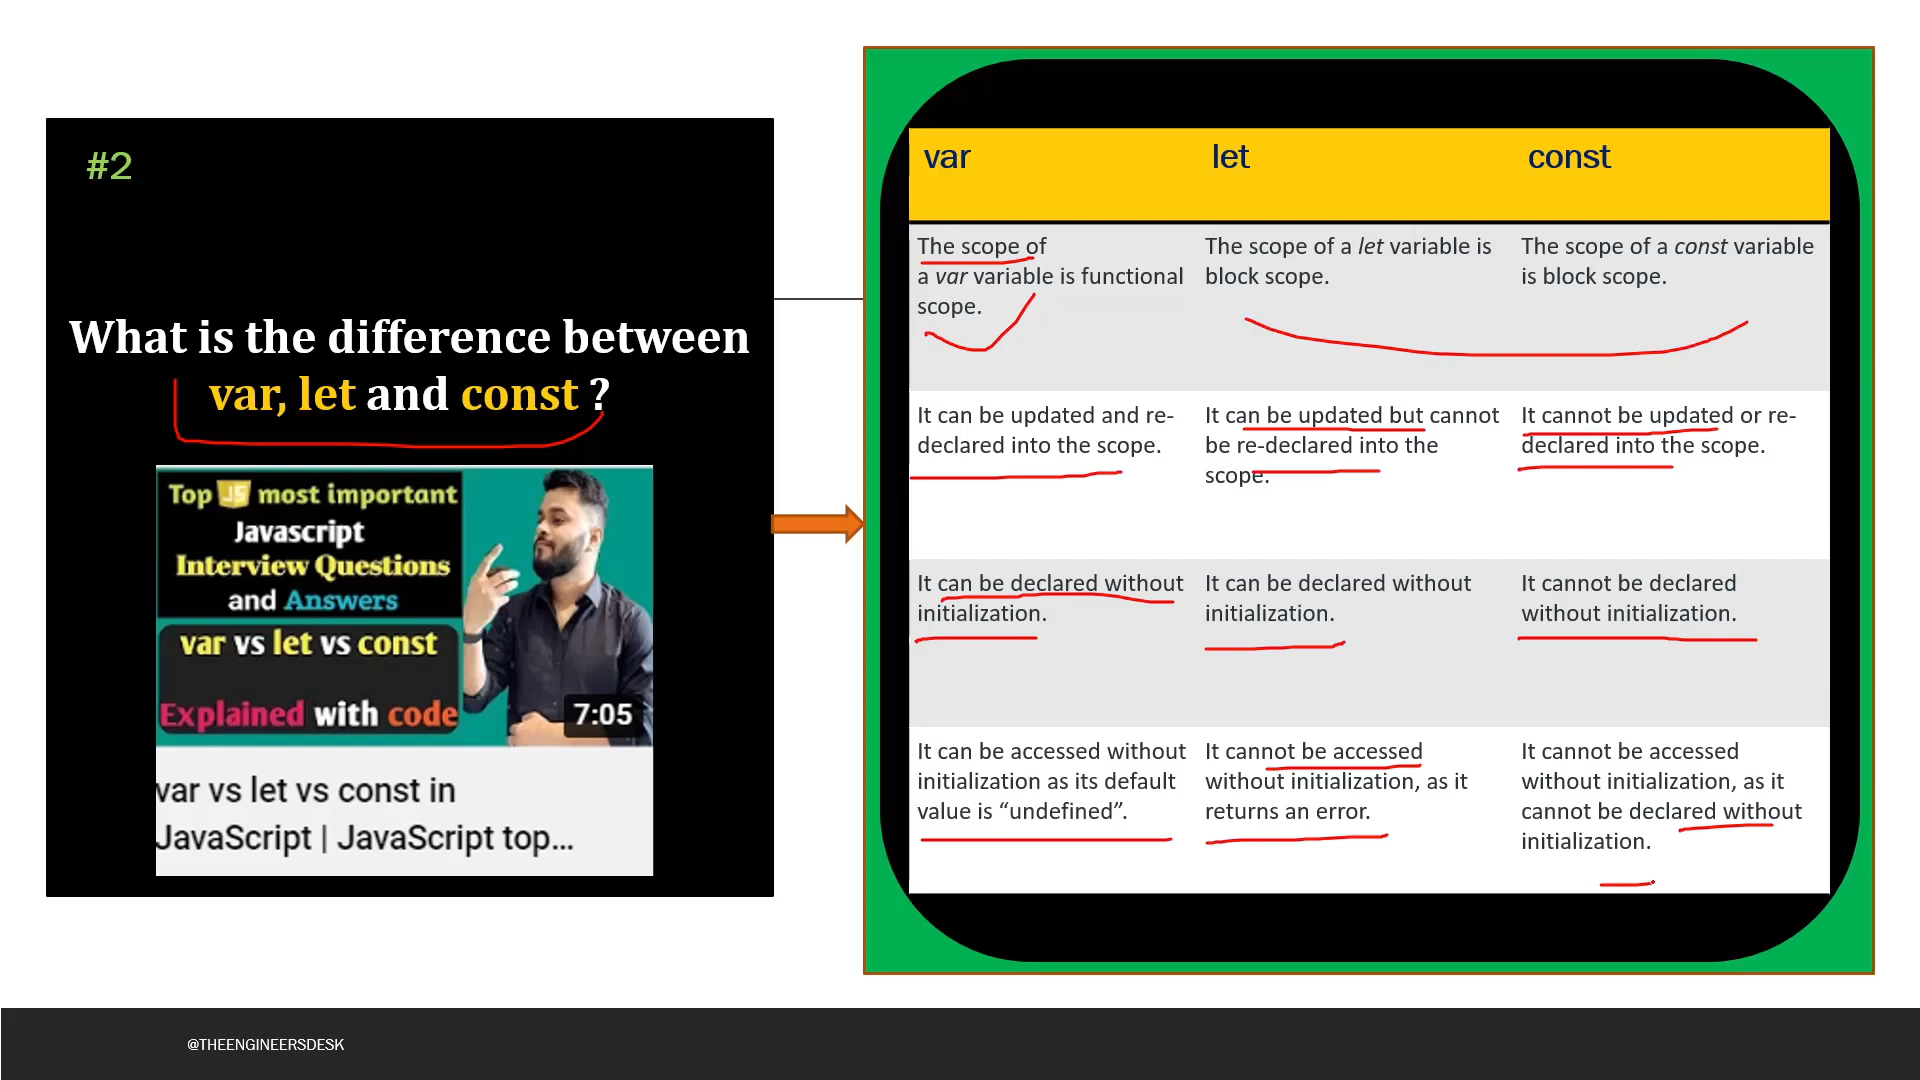 #2
What is the difference between
var, let and const ?
Top JS most important
Javascript
Interview Questions
and Answers
var vs let vs const
Explained with code
7:05
var vs let vs const in
JavaScript | JavaScript top...
var let const
The scope of
a var variable is functional
scope.
The scope of a let variable is
block scope.
The scope of a const variable
is block scope.
It can be updated and re-
declared into the scope.
It can be updated but cannot
be re-declared into the
scope.
It cannot be updated or re-
declared into the scope.
It can be declared without
initialization.
It can be declared without
initialization.
It cannot be declared
without initialization.
It can be accessed without
initialization as its default
value is “undefined”.
It cannot be accessed
without initialization, as it
returns an error.
It cannot be accessed
without initialization, as it
cannot be declared without
initialization.
@THEENGINEERSDESK